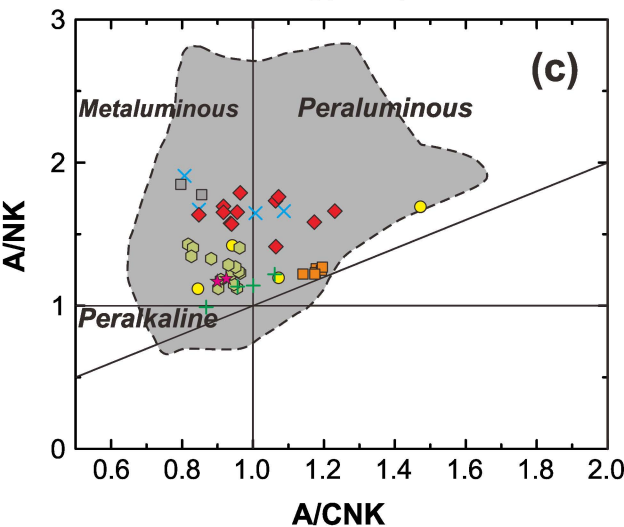 3
(c)
Metaluminous
Peraluminous
2
A/NK
1
Peralkaline
0
0.6 0.8 1.0 1.2 1.4 1.6 1.8 2.0
A/CNK